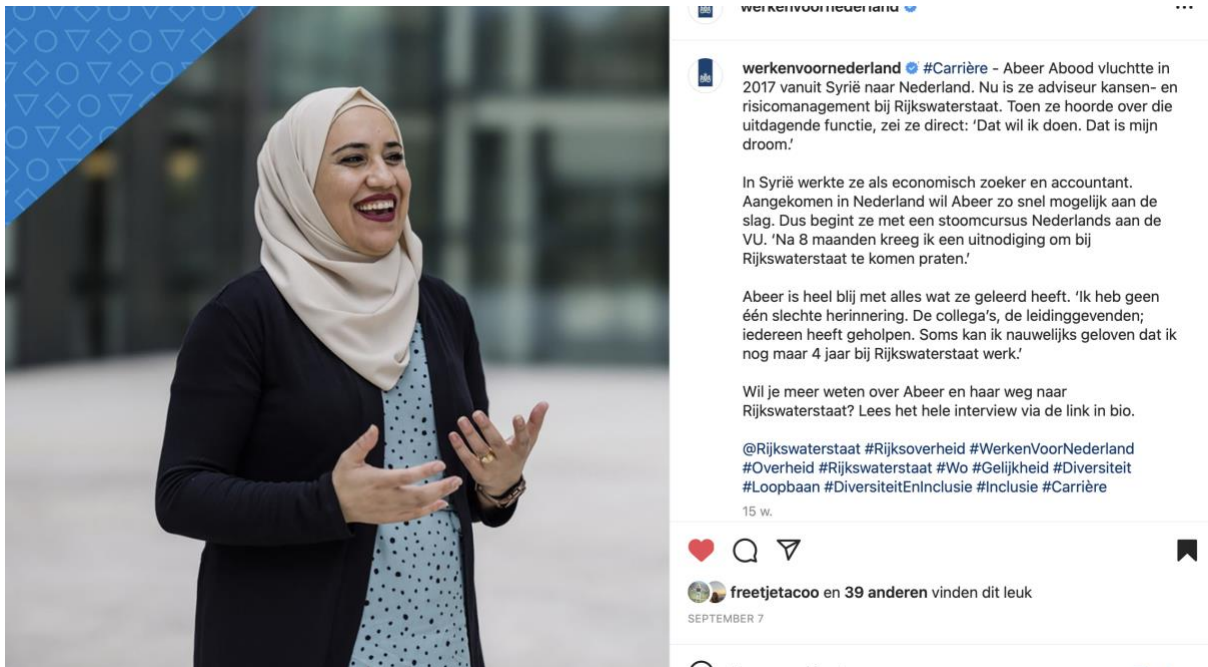 werkenvoornederland
werkenvoornederland #Carrière - Abeer Abood vluchtte in
2017 vanuit Syrië naar Nederland. Nu is ze adviseur kansen- en
risicomanagement bij Rijkswaterstaat. Toen ze hoorde over die
uitdagende functie, zei ze direct: ‘Dat wil ik doen. Dat is mijn
droom.’
In Syrië werkte ze als economisch zoeker en accountant.
Aangekomen in Nederland wil Abeer zo snel mogelijk aan de
slag. Dus begint ze met een stoomcursus Nederlands aan de
VU. ‘Na 8 maanden kreeg ik een uitnodiging om bij
Rijkswaterstaat te komen praten.’
Abeer is heel blij met alles wat ze geleerd heeft. ‘Ik heb geen
één slechte herinnering. De collega’s, de leidinggevenden;
iedereen heeft geholpen. Soms kan ik nauwelijks geloven dat ik
nog maar 4 jaar bij Rijkswaterstaat werk.’
Wil je meer weten over Abeer en haar weg naar
Rijkswaterstaat? Lees het hele interview via de link in bio.
@Rijkswaterstaat #Rijksoverheid #WerkenVoorNederland
#Overheid #Rijkswaterstaat #Wo #Gelijkheid #Diversiteit
#Loopbaan #DiversiteitEnInclusie #Inclusie #Carrière
15 w.
freetjetacoo en 39 anderen vinden dit leuk
SEPTEMBER 7